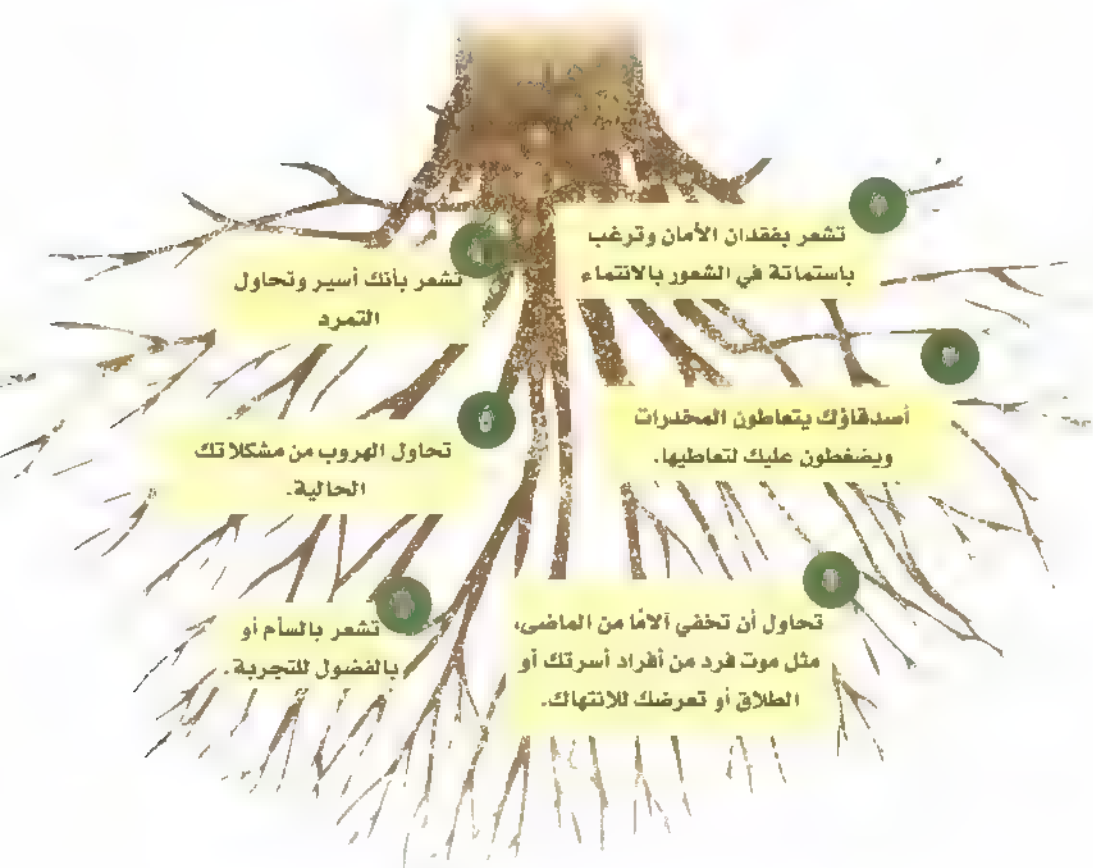 تشعر بفقدان الأمان وترغب
باستماتة في الشعور بالانتماء
تشعر بأنك أسير وتحاول
التمرد
أصدقاؤك يتعاطون المخدرات
ويضغطون عليك لتعاطيها.
تحاول الهروب من مشكلاتك
الحالية.
تحاول أن تخفي آلامًا من الماضى،
مثل موت فرد من أفراد أسرتك أو
الطلاق أو تعرضك للانتهاك.
تشعر بالسأم أو
بالفضول للتجربة.